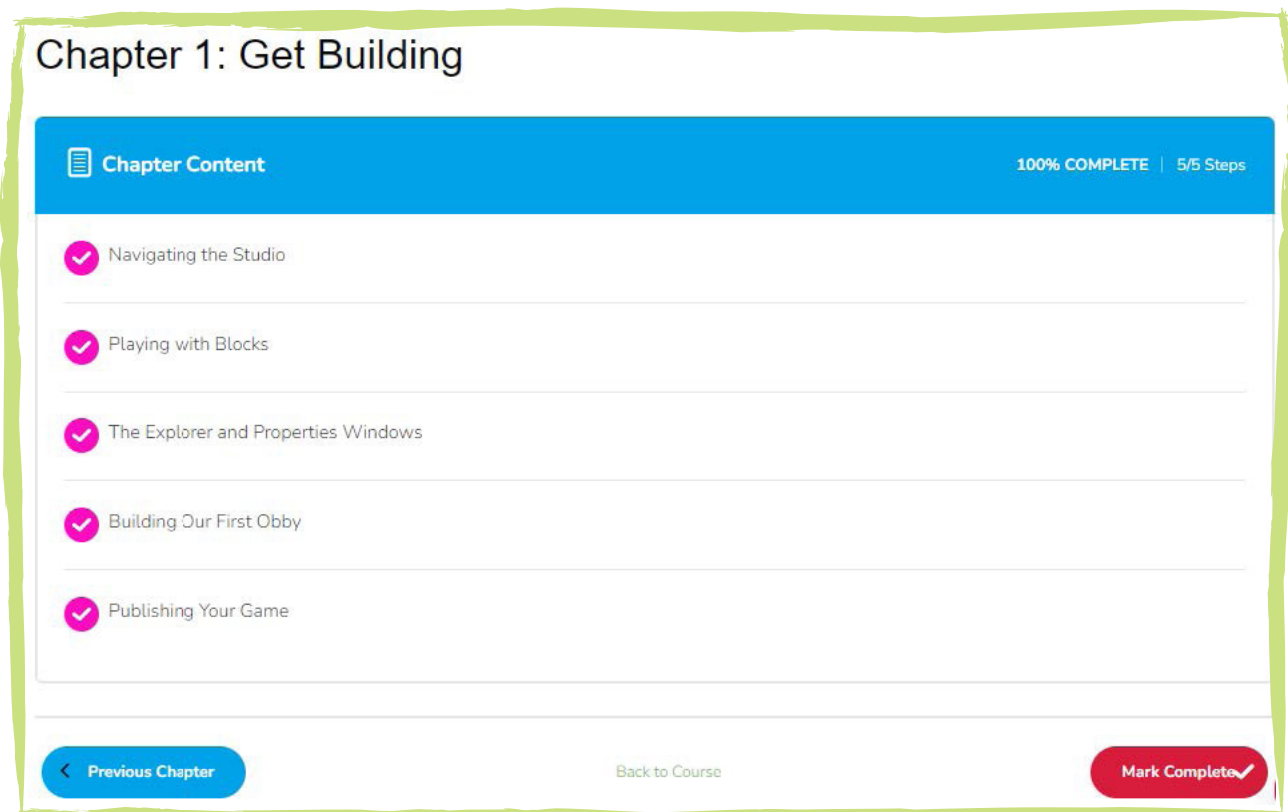 Chapter 1: Get Building
Chapter Content
100% COMPLETE | 5/5 Steps
Navigating the Studio
Playing with Blocks
The Explorer and Properties Windows
Building Our First Obby
Publishing Your Game
Previous Chapter
Back to Course
Mark Complete